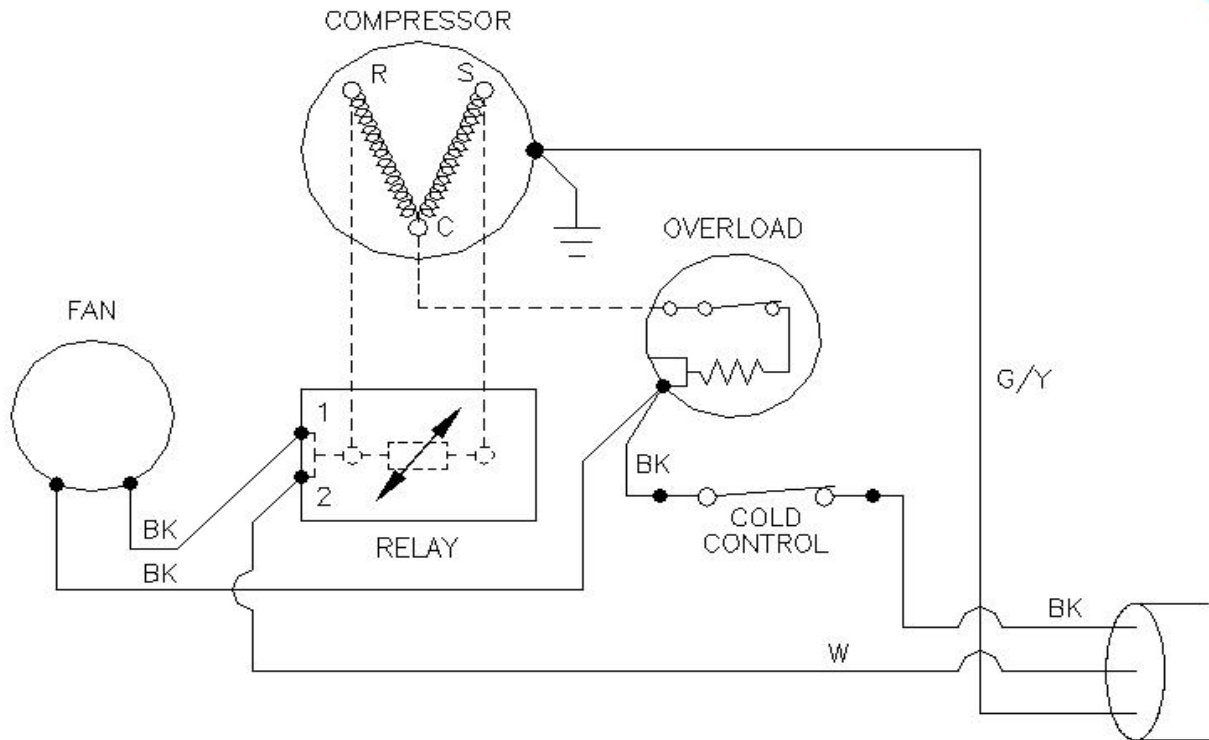 COMPRESSOR
R
S
C
OVERLOAD
FAN
G/Y
1
2
BK
BK
COLD
CONTROL
RELAY
BK
BK
W